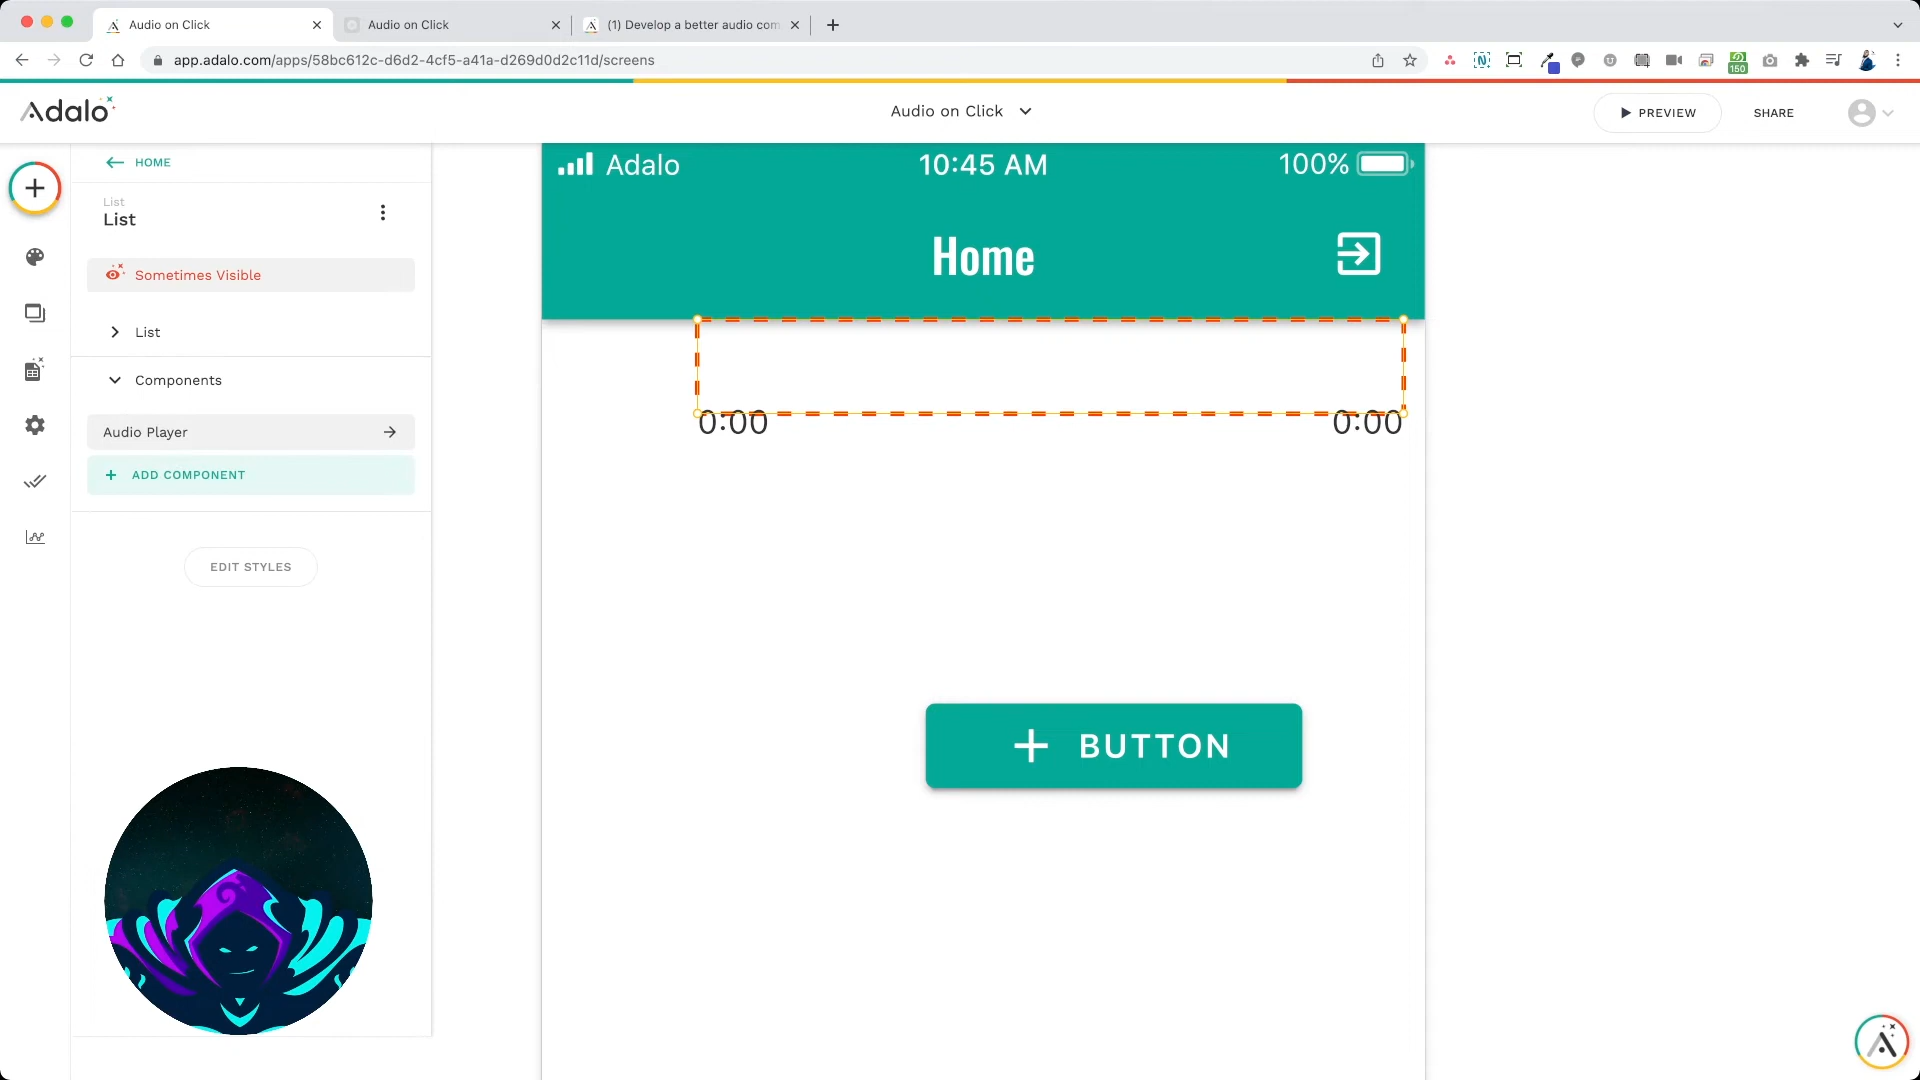 Audio on Click
Audio on Click
(1) Develop a better audio com
app.adalo.com/apps/58bc612c-d6d2-4cf5-a41a-d269d0d2c11d/screens
150
Adalo
Audio on Click
PREVIEW
SHARE
HOME
List
List
Sometimes Visible
List
Components
Audio Player
ADD COMPONENT
EDIT STYLES
Adalo
10:45 AM
100%
Home
0:00
0:00
BUTTON